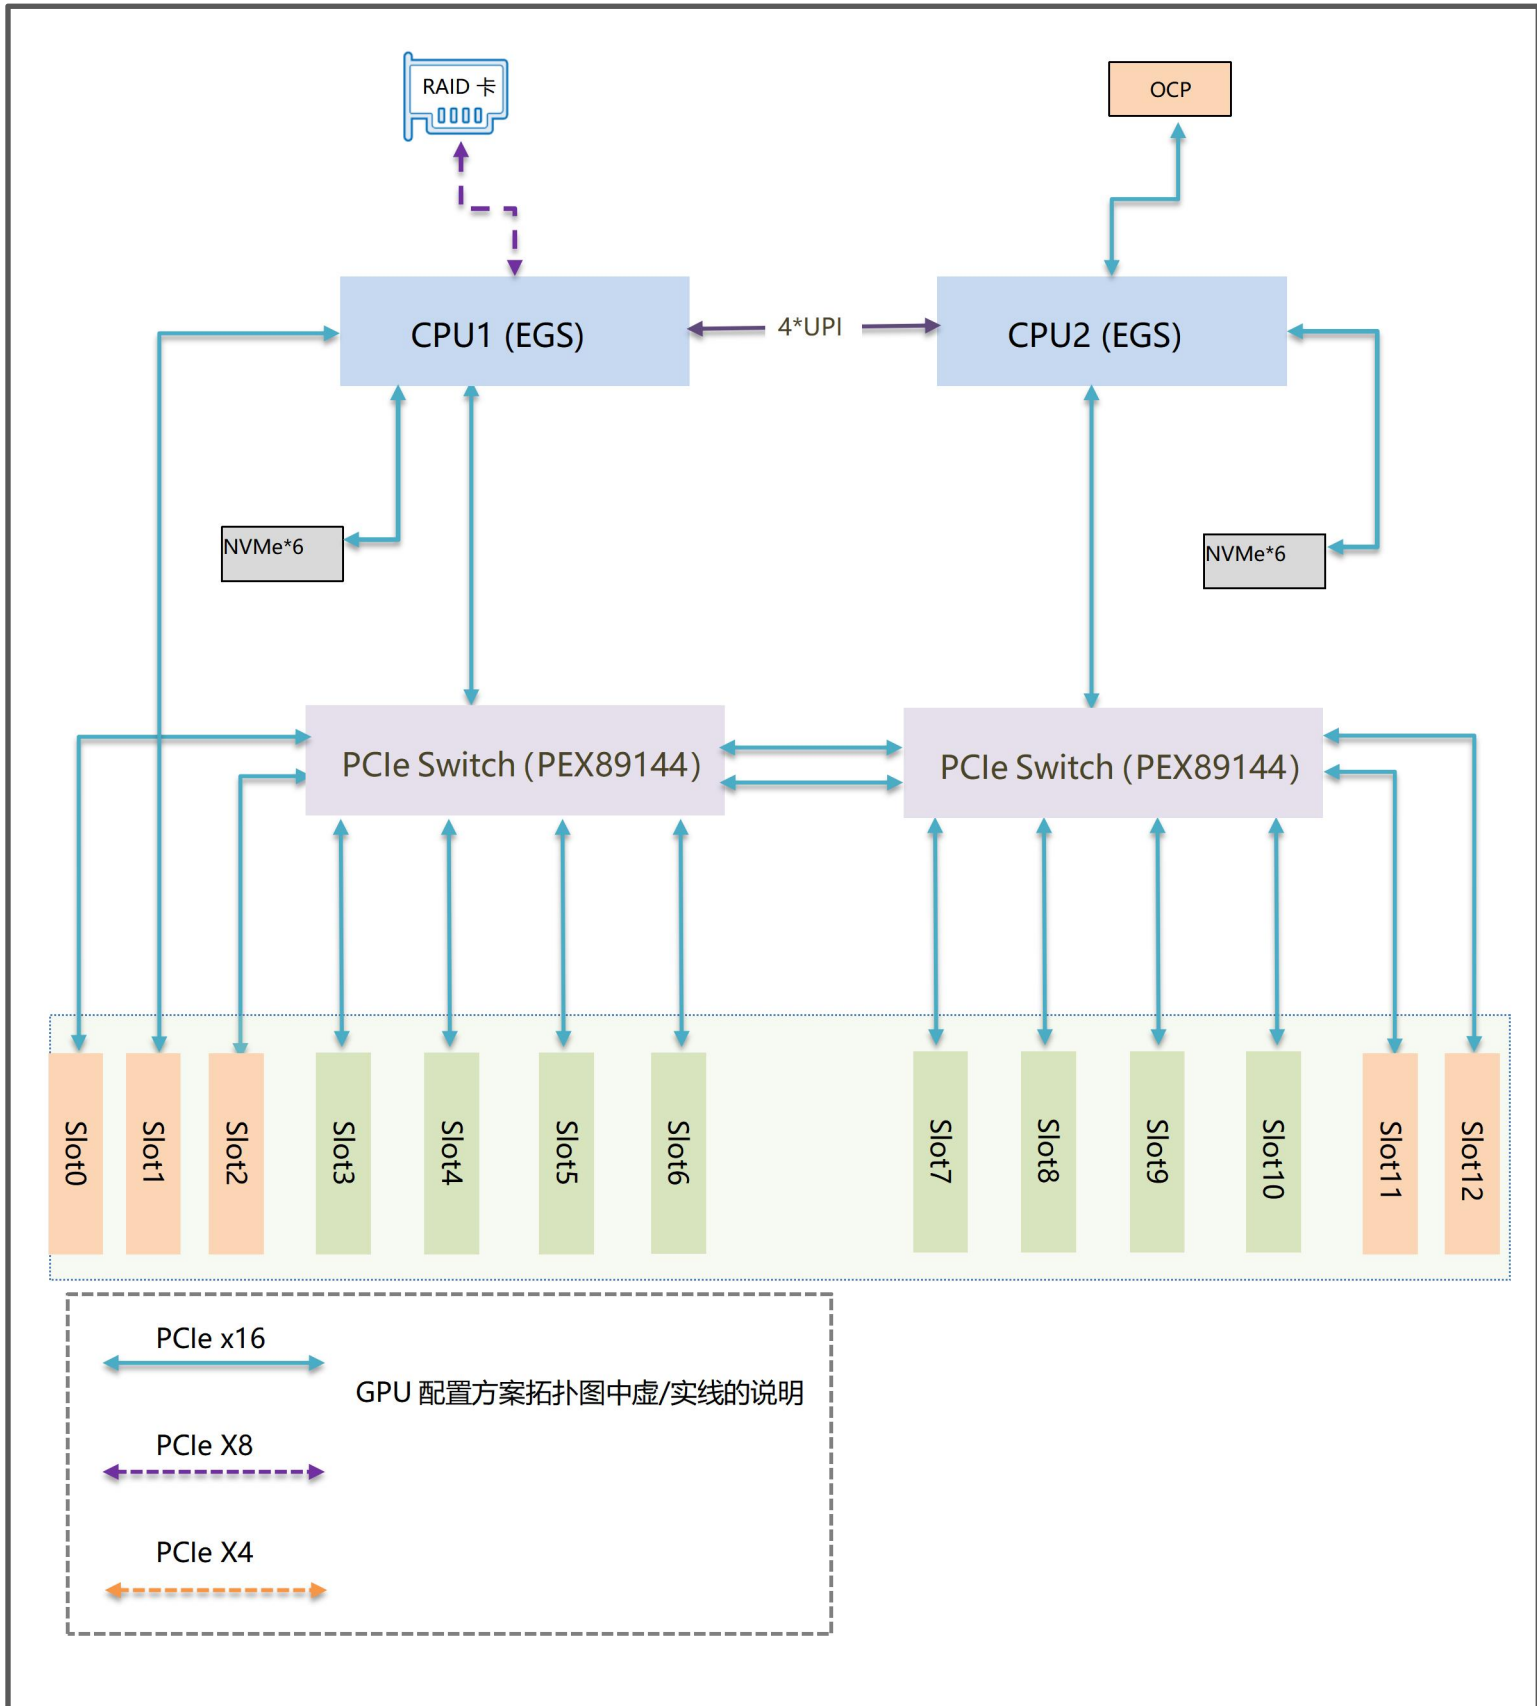 RAID 卡
OCP
CPU1 (EGS)
4*UPI
CPU2 (EGS)
NVMe*6
NVMe*6
PCIe Switch (PEX89144)
PCIe Switch (PEX89144)
Slot0
Slot1
Slot2
Slot3
Slot4
Slot5
Slot6
Slot7
Slot8
Slot9
Slot10
Slot11
Slot12
PCIe x16
GPU 配置方案拓扑图中虚/实线的说明
PCIe X8
PCIe X4